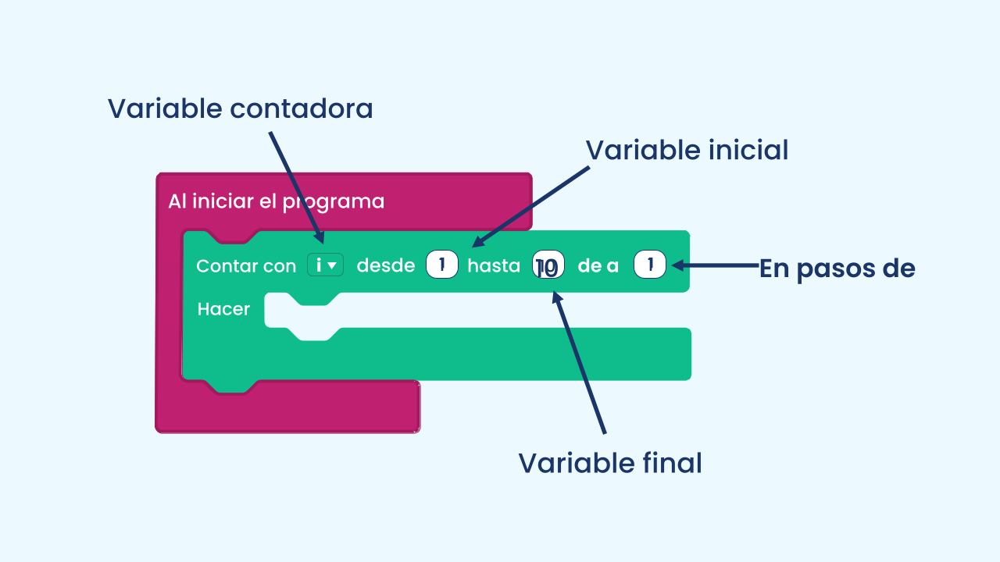 Variable contadora
Variable inicial
Al iniciar el programa
Contar con i desde 1 hasta 10 de a 1
En pasos de
Hacer
Variable final